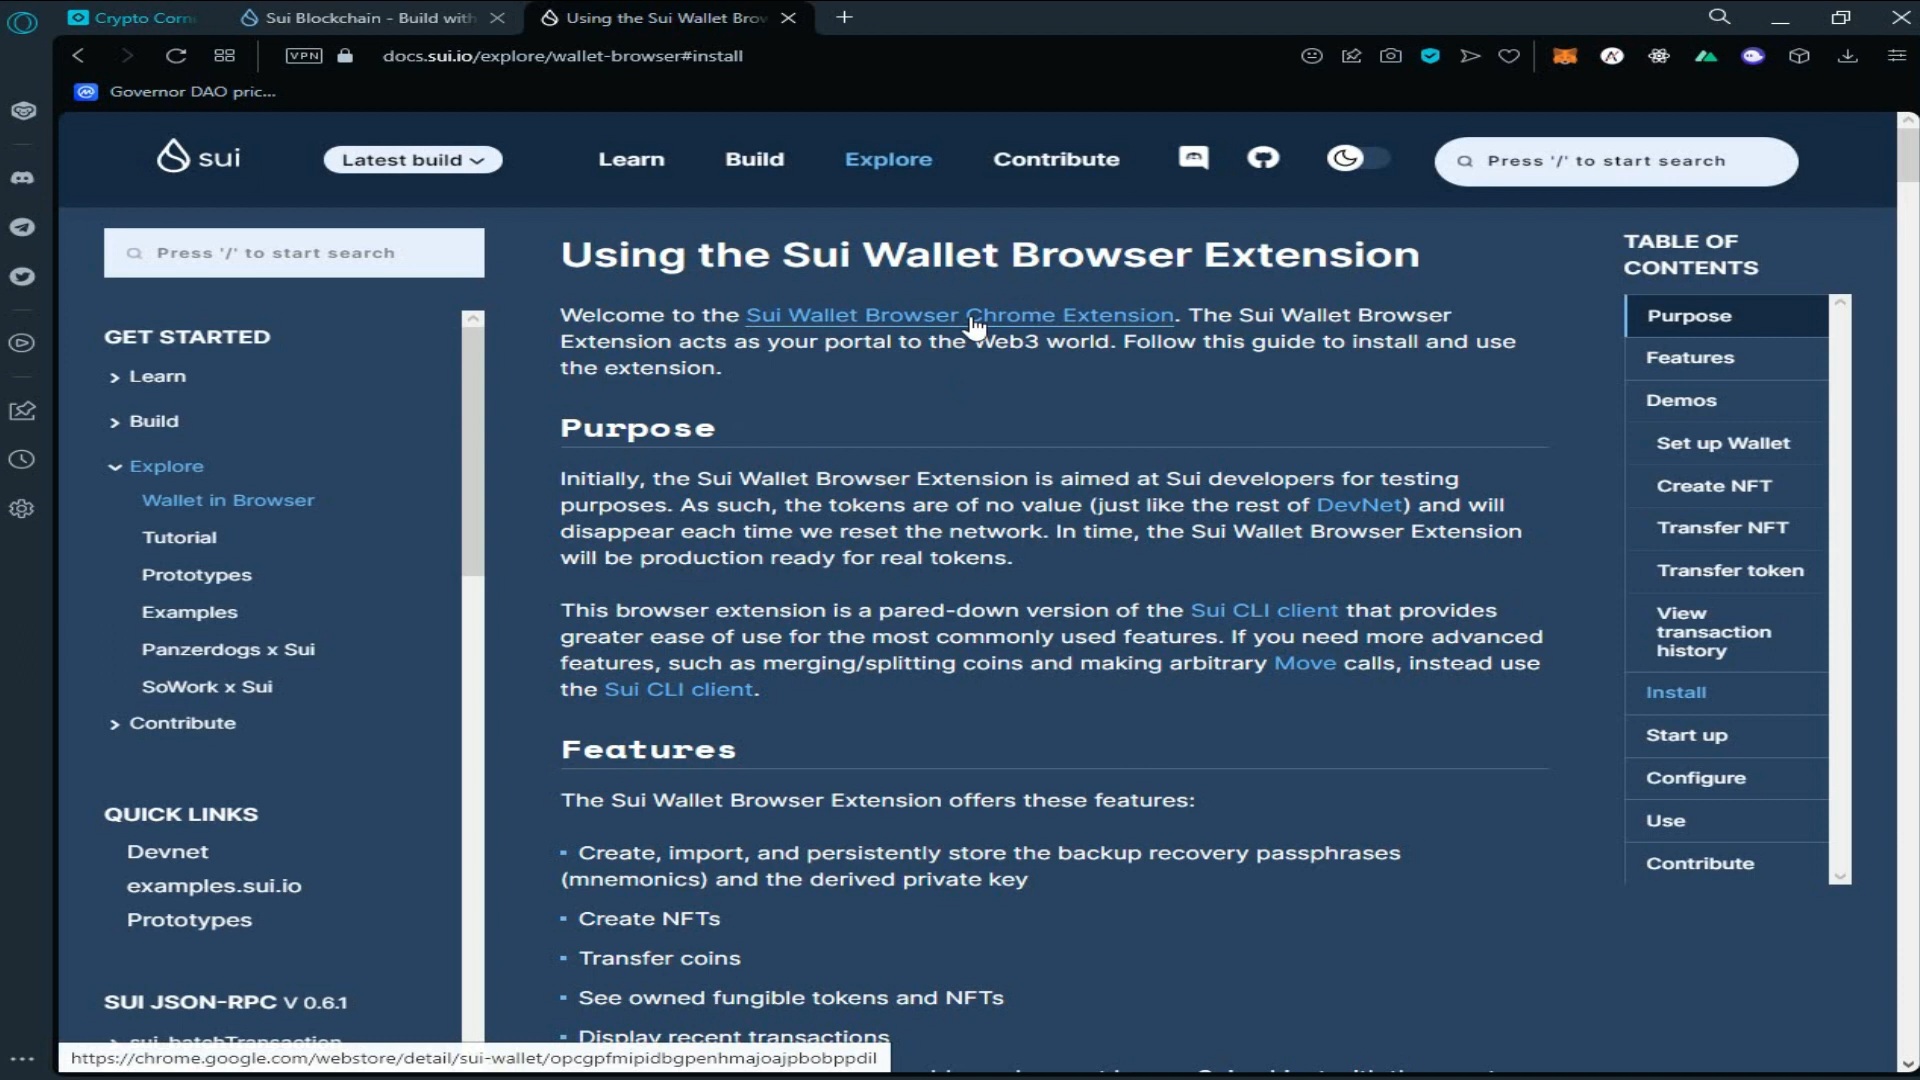 Crypto Corn
Sui Blockchain - Build with
Using the Sui Wallet Brow
VPN
docs.sui.io/explore/wallet-browser#install
Governor DAO pric...
sui
Latest build
Learn
Build
Explore
Contribute
Press '/' to start search
Press '/' to start search
GET STARTED
Learn
Build
Explore
Wallet in Browser
Tutorial
Prototypes
Examples
Panzerdogs x Sui
SoWork x Sui
Contribute
QUICK LINKS
Devnet
examples.sui.io
Prototypes
SUI JSON-RPC V 0.6.1
sui_batchTransaction
Using the Sui Wallet Browser Extension
Welcome to the Sui Wallet Browser Chrome Extension. The Sui Wallet Browser
Extension acts as your portal to the Web3 world. Follow this guide to install and use
the extension.
Purpose
Initially, the Sui Wallet Browser Extension is aimed at Sui developers for testing
purposes. As such, the tokens are of no value (just like the rest of DevNet) and will
disappear each time we reset the network. In time, the Sui Wallet Browser Extension
will be production ready for real tokens.
This browser extension is a pared-down version of the Sui CLI client that provides
greater ease of use for the most commonly used features. If you need more advanced
features, such as merging/splitting coins and making arbitrary Move calls, instead use
the Sui CLI client.
Features
The Sui Wallet Browser Extension offers these features:
- Create, import, and persistently store the backup recovery passphrases
(mnemonics) and the derived private key
- Create NFTs
- Transfer coins
- See owned fungible tokens and NFTs
- Display recent transactions
TABLE OF
CONTENTS
Purpose
Features
Demos
Set up Wallet
Create NFT
Transfer NFT
Transfer token
View
transaction
history
Install
Start up
Configure
Use
Contribute
https://chrome.google.com/webstore/detail/sui-wallet/opcgpfmipidbgpenhmajoajpbobppdil